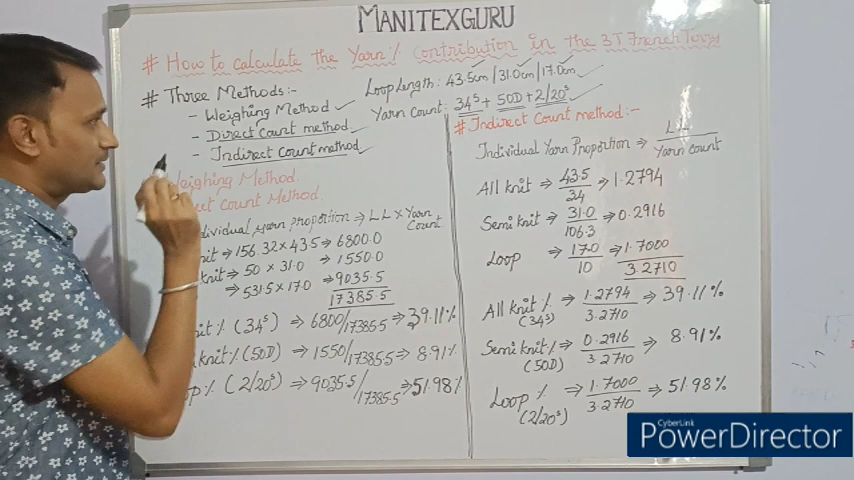 MANITEXGURU
# How to calculate the Yarn % Contribution in the 3T French Terry
# Three Methods:-
- Weighing Method ✓
- Direct Count method ✓
- Indirect Count method ✓
Loop Length: 43.5cm / 31.0cm / 17.0cm
Yarn Count: 34s + 50D + 2/20s
Weighing Method.
ect Count Method.
dividual yarn proportion ⇒ LL × Yarn Count
nit ⇒ 156.32 × 43.5 ⇒ 6800.0
knit ⇒ 50 × 31.0 ⇒ 1550.0
⇒ 531.5 × 17.0 ⇒ 9035.5
17385.5
nit % (34s) ⇒ 6800/17385.5 ⇒ 39.11%
knit % (50D) ⇒ 1550/17385.5 ⇒ 8.91%
op % (2/20s) ⇒ 9035.5/17385.5 ⇒ 51.98%
# Indirect Count method:-
Individual Yarn Proportion ⇒ LL / Yarn Count
All knit ⇒ 43.5/34 ⇒ 1.2794
Semi knit ⇒ 31.0/106.3 ⇒ 0.2916
Loop ⇒ 17.0/10 ⇒ 1.7000
3.2710
All knit % (34s) ⇒ 1.2794/3.2710 ⇒ 39.11%
Semi knit % (50D) ⇒ 0.2916/3.2710 ⇒ 8.91%
Loop % (2/20s) ⇒ 1.7000/3.2710 ⇒ 51.98%
CyberLink
PowerDirector